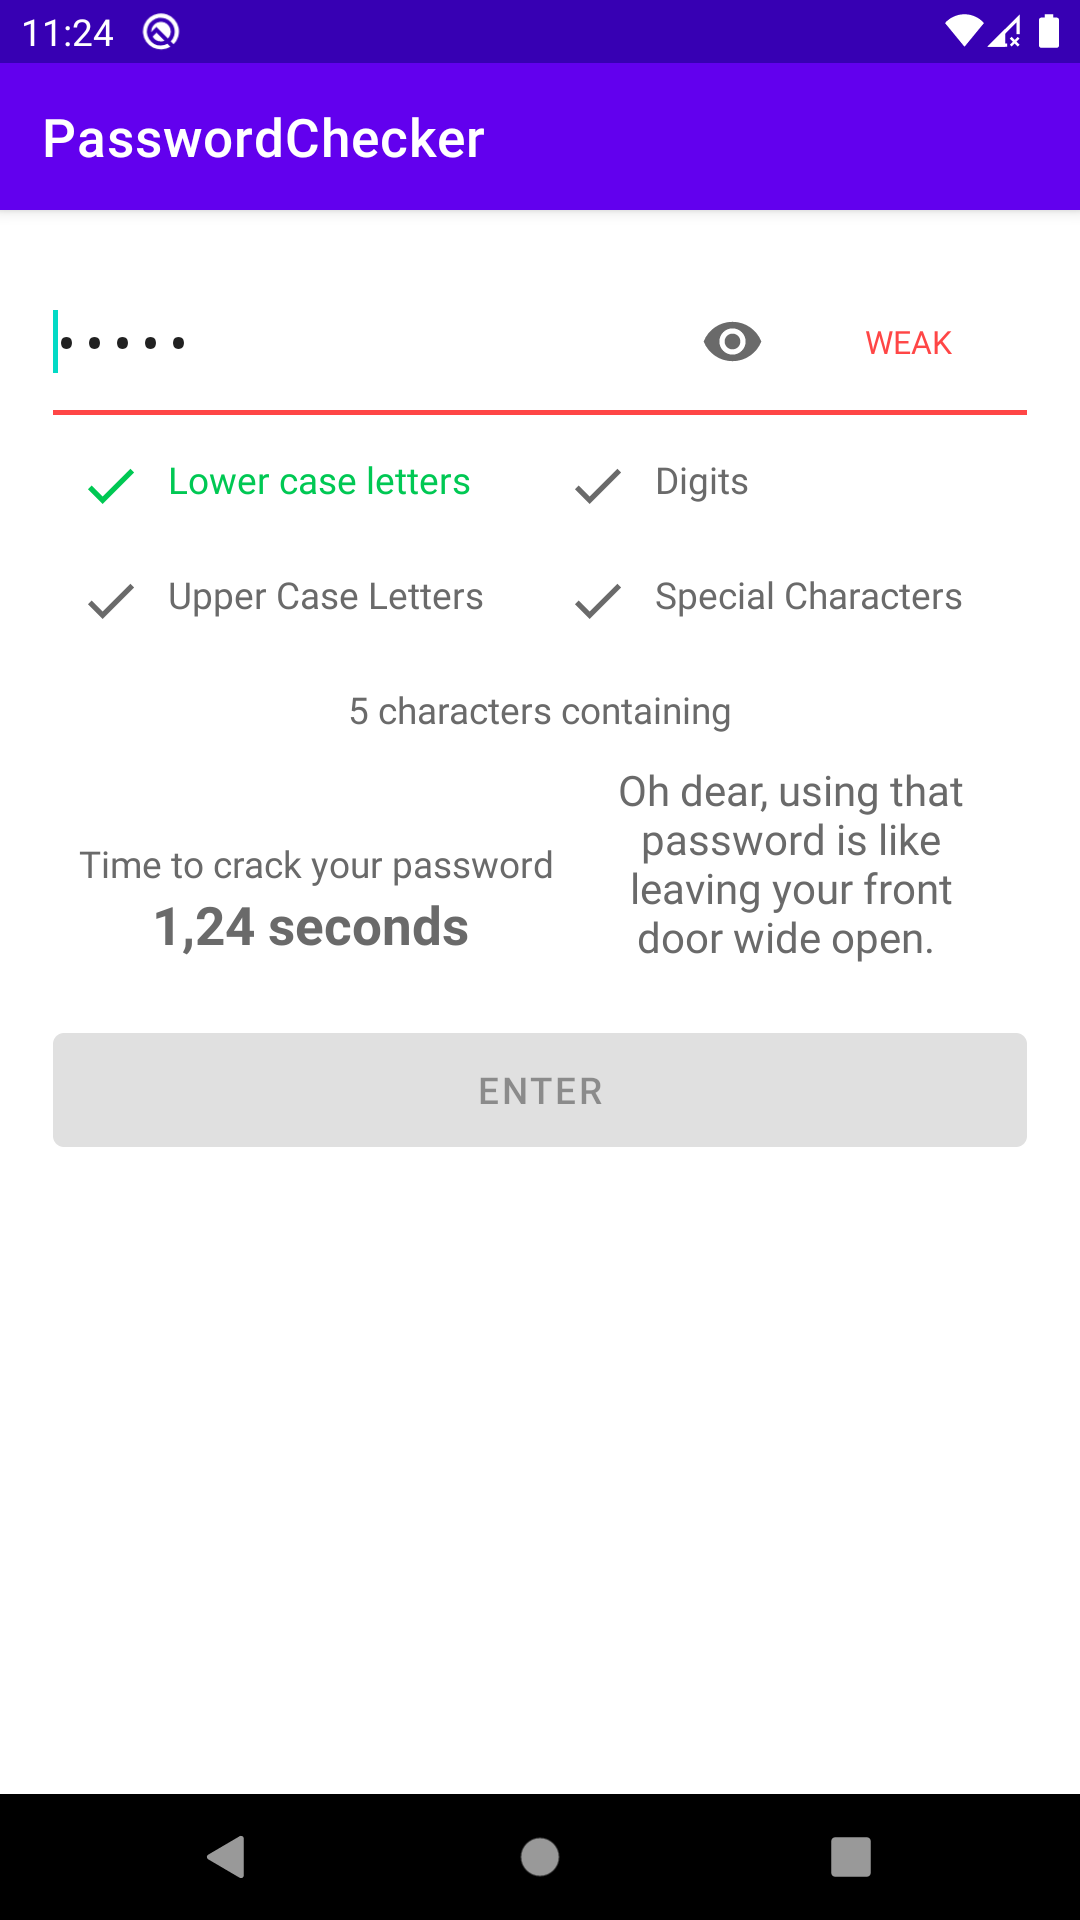 11:24
PasswordChecker
•••••
WEAK
Lower case letters
Digits
Upper Case Letters
Special Characters
5 characters containing
Oh dear, using that
password is like
leaving your front
door wide open.
Time to crack your password
1,24 seconds
ENTER